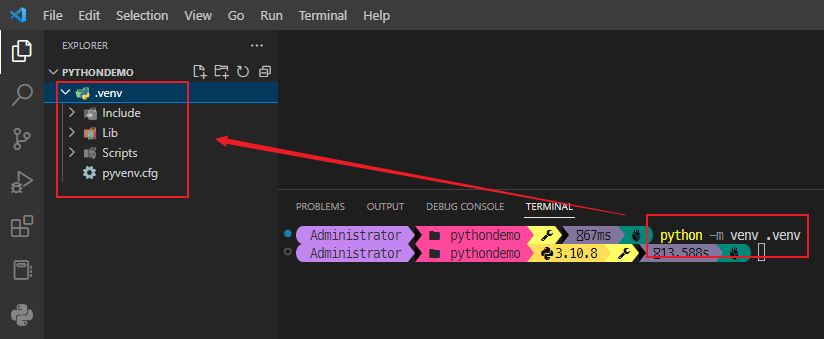 File Edit Selection View Go Run Terminal Help
EXPLORER
PYTHONDEMO
.venv
Include
Lib
Scripts
pyvenv.cfg
PROBLEMS OUTPUT DEBUG CONSOLE TERMINAL
Administrator pythondemo 67ms python -m venv .venv
Administrator pythondemo 3.10.8 13.588s